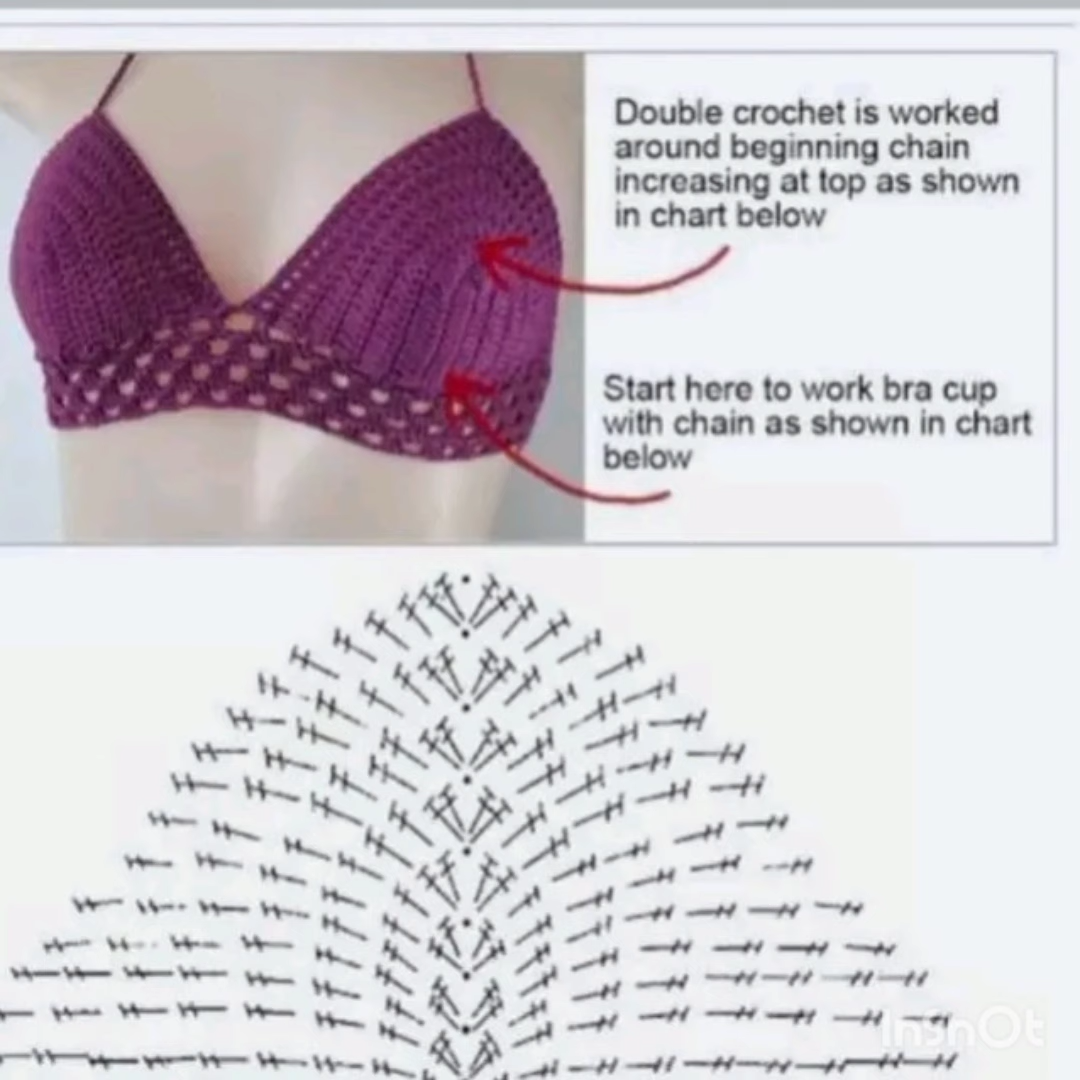 Double crochet is worked
around beginning chain
increasing at top as shown
in chart below
Start here to work bra cup
with chain as shown in chart
below
InShOt